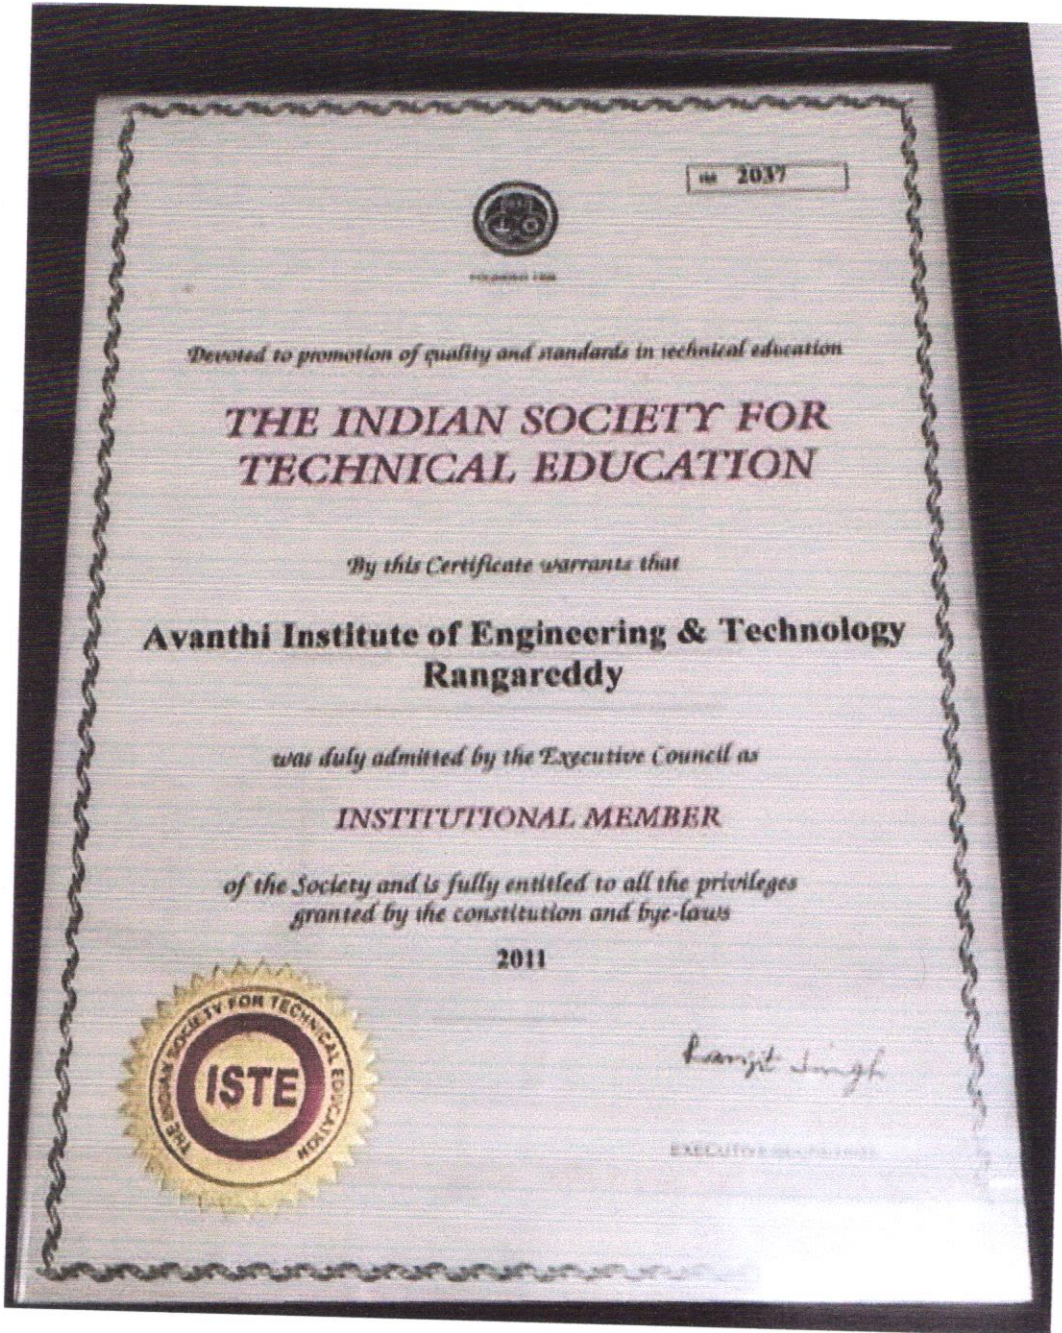 2037
Devoted to promotion of quality and standards in technical education
THE INDIAN SOCIETY FOR
TECHNICAL EDUCATION
By this Certificate warrants that
Avanthi Institute of Engineering & Technology
Rangareddy
was duly admitted by the Executive Council as
INSTITUTIONAL MEMBER
of the Society and is fully entitled to all the privileges
granted by the constitution and bye-laws
2011
THE INDIAN SOCIETY FOR TECHNICAL EDUCATION
ISTE
Ranjit Singh
EXECUTIVE